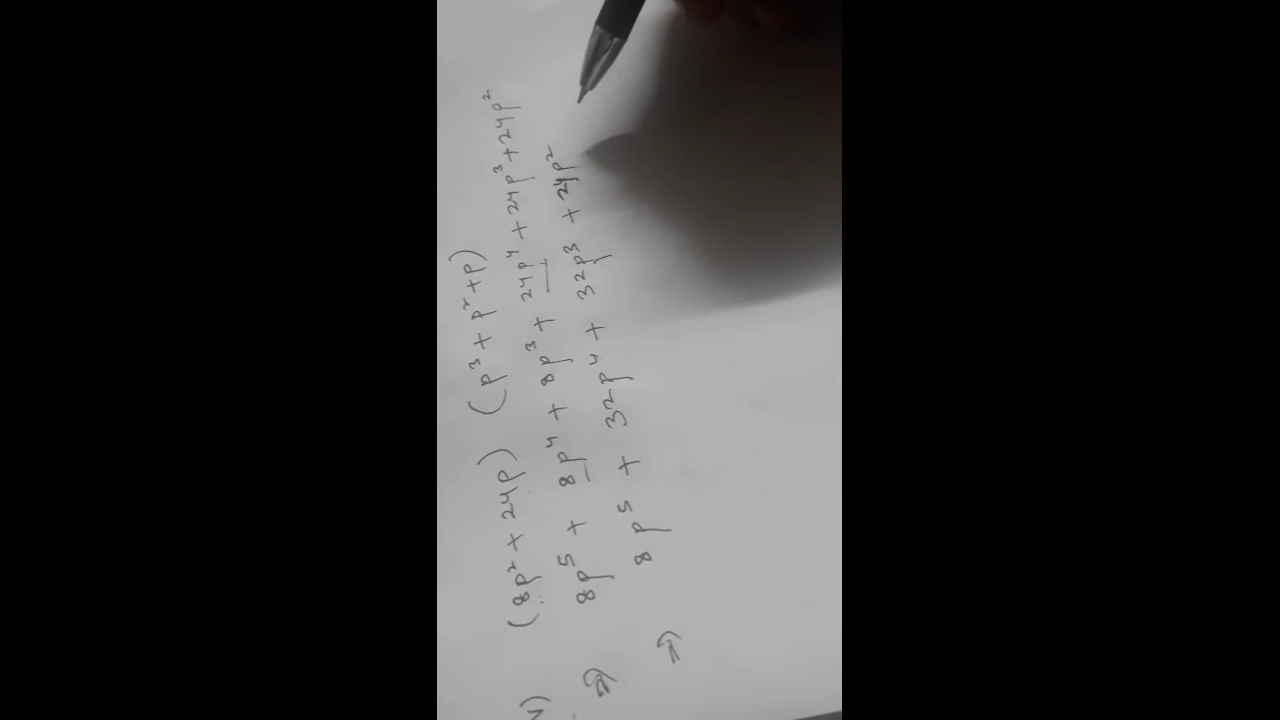 v) (8p² + 24p) (p³ + p² + p)
⇒ 8p⁵ + 8p⁴ + 8p³ + 24p⁴ + 24p³ + 24p²
⇒ 8p⁵ + 32p⁴ + 32p³ + 24p²